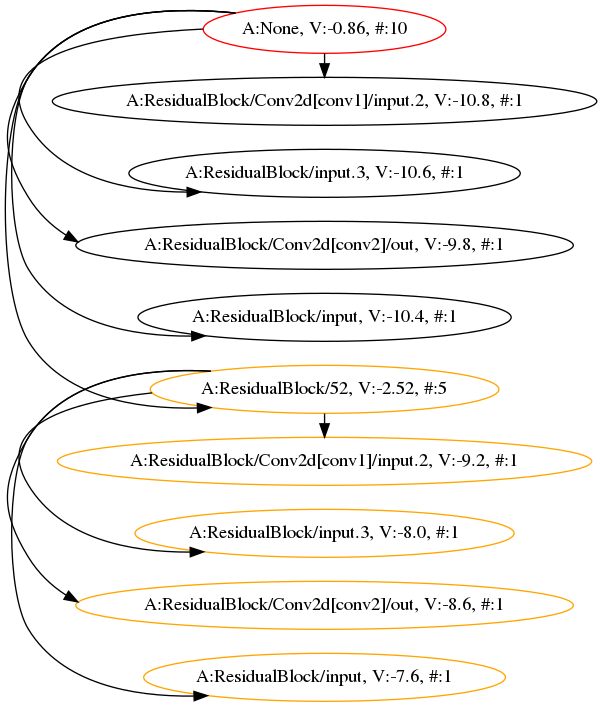 A:None, V:-0.86, #:10
A:ResidualBlock/Conv2d[conv1]/input.2, V:-10.8, #:1
A:ResidualBlock/input.3, V:-10.6, #:1
A:ResidualBlock/Conv2d[conv2]/out, V:-9.8, #:1
A:ResidualBlock/input, V:-10.4, #:1
A:ResidualBlock/52, V:-2.52, #:5
A:ResidualBlock/Conv2d[conv1]/input.2, V:-9.2, #:1
A:ResidualBlock/input.3, V:-8.0, #:1
A:ResidualBlock/Conv2d[conv2]/out, V:-8.6, #:1
A:ResidualBlock/input, V:-7.6, #:1